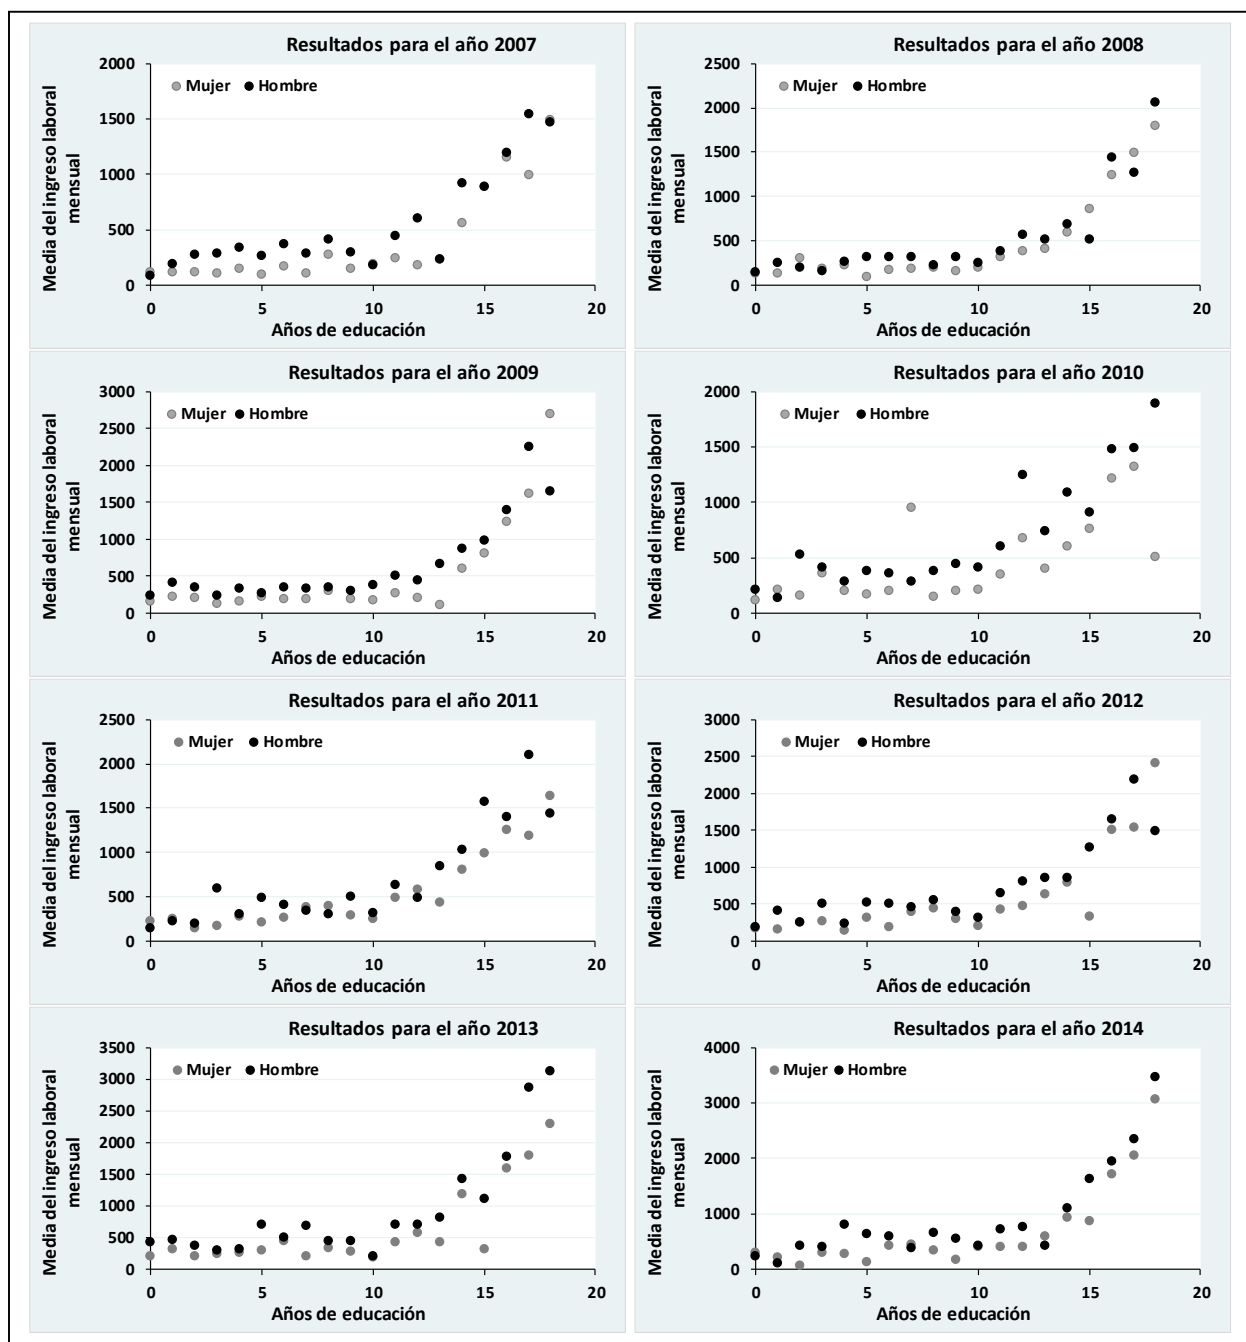 Resultados para el año 2007
Media del ingreso laboral
mensual
2000
1500
1000
500
0
Mujer Hombre
0 5 10 15 20
Años de educación
Resultados para el año 2008
Media del ingreso laboral
mensual
2500
2000
1500
1000
500
0
Mujer Hombre
0 5 10 15 20
Años de educación
Resultados para el año 2009
Media del ingreso laboral
mensual
3000
2500
2000
1500
1000
500
0
Mujer Hombre
0 5 10 15 20
Años de educación
Resultados para el año 2010
Media del ingreso laboral
mensual
2000
1500
1000
500
0
Mujer Hombre
0 5 10 15 20
Años de educación
Resultados para el año 2011
Media del ingreso laboral
mensual
2500
2000
1500
1000
500
0
Mujer Hombre
0 5 10 15 20
Años de educación
Resultados para el año 2012
Media del ingreso laboral
mensual
3000
2500
2000
1500
1000
500
0
Mujer Hombre
0 5 10 15 20
Años de educación
Resultados para el año 2013
Media del ingreso laboral
mensual
3500
3000
2500
2000
1500
1000
500
0
Mujer Hombre
0 5 10 15 20
Años de educación
Resultados para el año 2014
Media del ingreso laboral
mensual
4000
3000
2000
1000
0
Mujer Hombre
0 5 10 15 20
Años de educación